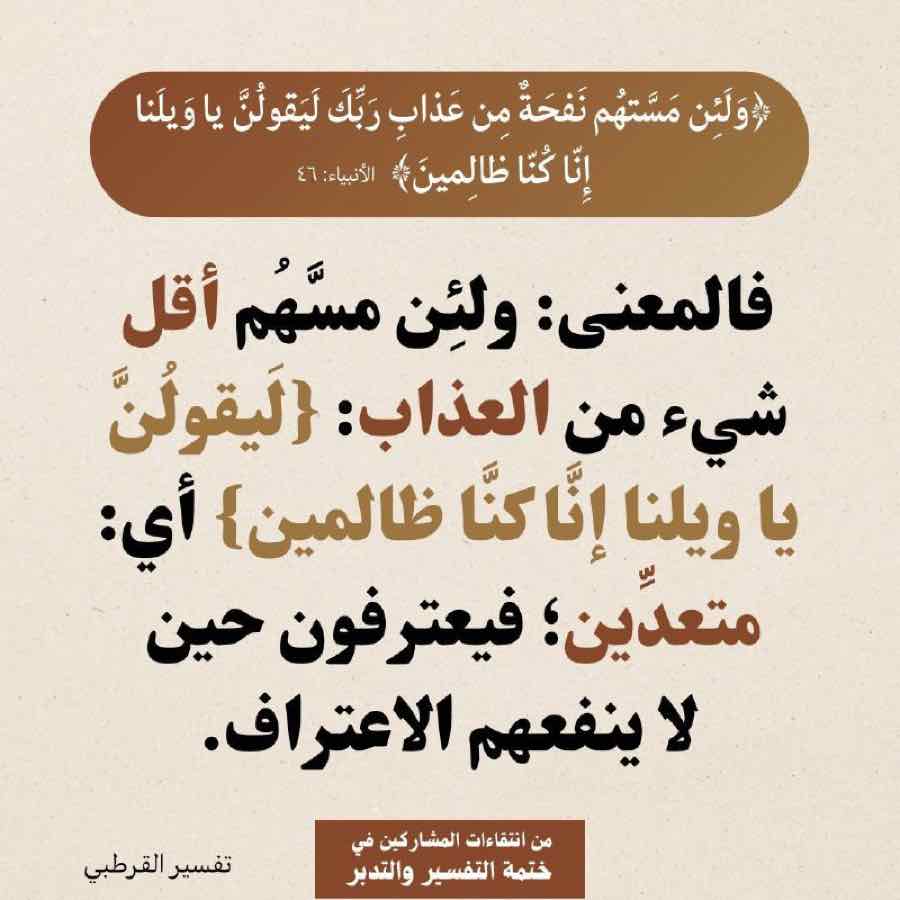 ﴿وَلَئِن مَسَّتهُم نَفحَةٌ مِن عَذابِ رَبِّكَ لَيَقولُنَّ يا وَيلَنا
إِنّا كُنّا ظالِمينَ﴾ الأنبياء: ٤٦
فالمعنى: ولئِن مسَّهُم أقل
شيء من العذاب: {لَيقولُنَّ
يا ويلنا إنَّا كنَّا ظالمين} أي:
متعدِّين؛ فيعترفون حين
لا ينفعهم الاعتراف.
من انتقاءات المشاركين في
ختمة التفسير والتدبر
تفسير القرطبي